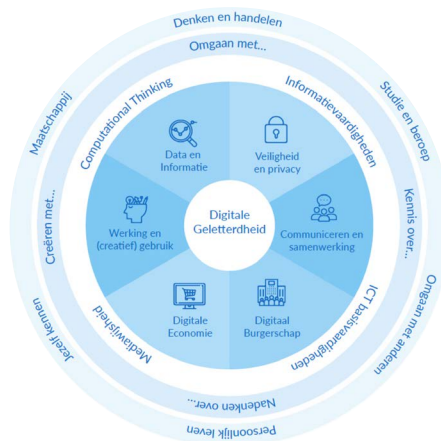 Denken en handelen
Omgaan met...
Computational Thinking
Informatievaardigheden
Maatschappij
Studie en beroep
Data en
Informatie
Veiligheid
en privacy
Creëren met...
Werking en
(creatief) gebruik
Digitale
Geletterdheid
Communiceren en
samenwerking
Kennis over...
Digitale
Economie
Digitaal
Burgerschap
Jezelf kennen
Mediawijsheid
ICT basisvaardigheden
Omgaan met anderen
Nadenken over...
Persoonlijk leven